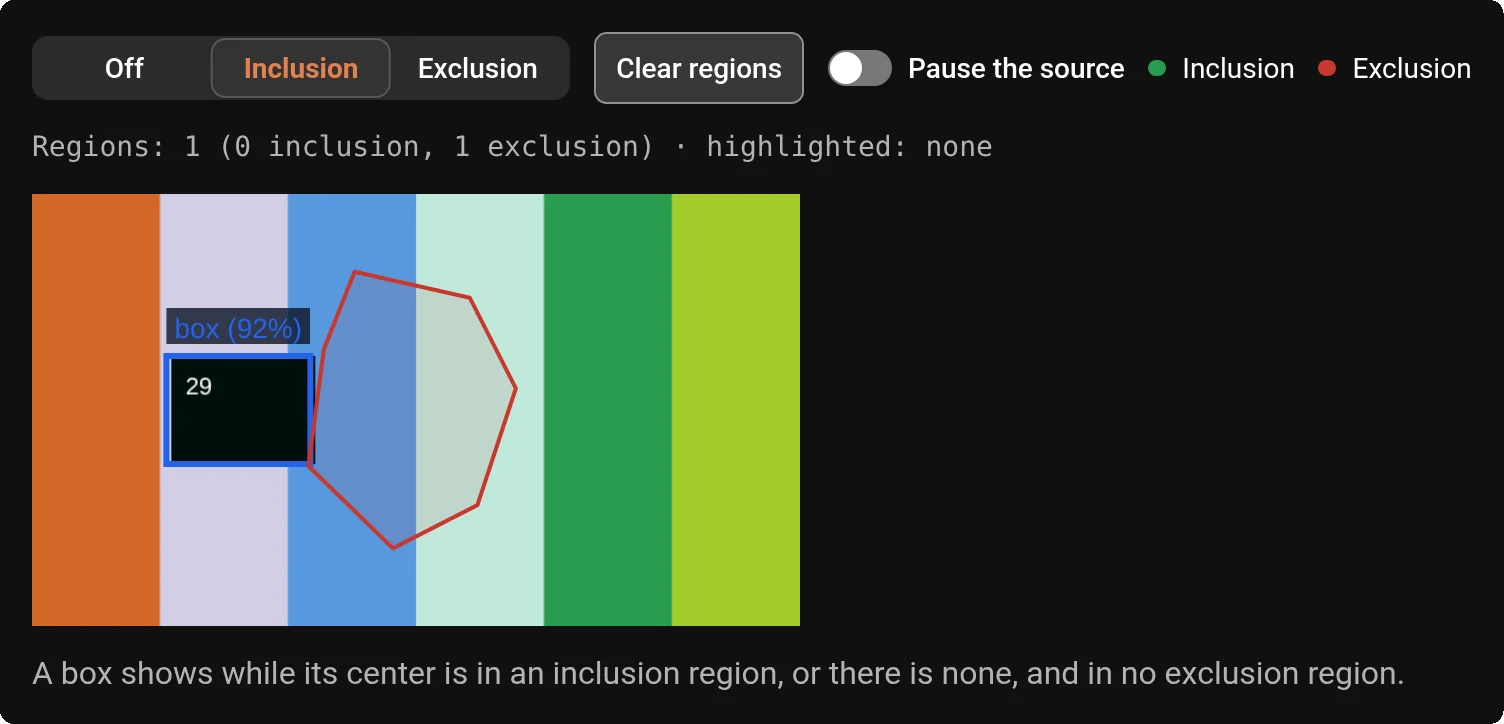 Off Inclusion Exclusion Clear regions Pause the source Inclusion Exclusion
Regions: 1 (0 inclusion, 1 exclusion) · highlighted: none
box (92%)
29
A box shows while its center is in an inclusion region, or there is none, and in no exclusion region.